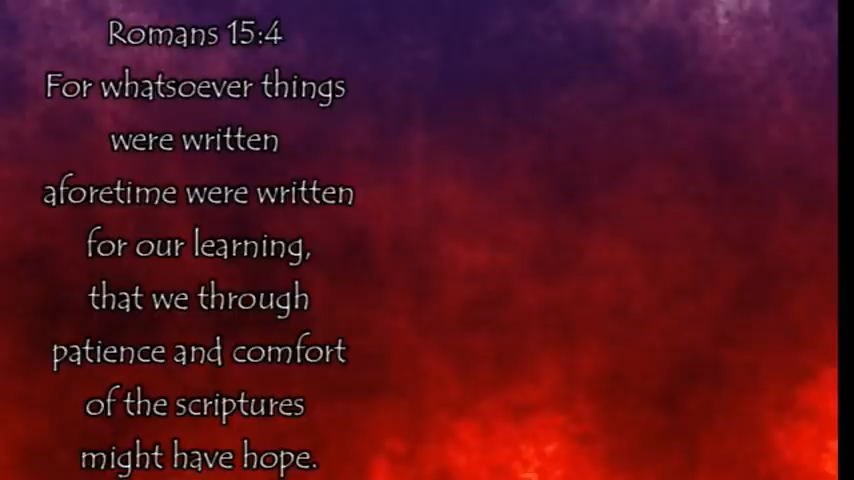 Romans 15:4
For whatsoever things
were written
aforetime were written
for our learning,
that we through
patience and comfort
of the scriptures
might have hope.